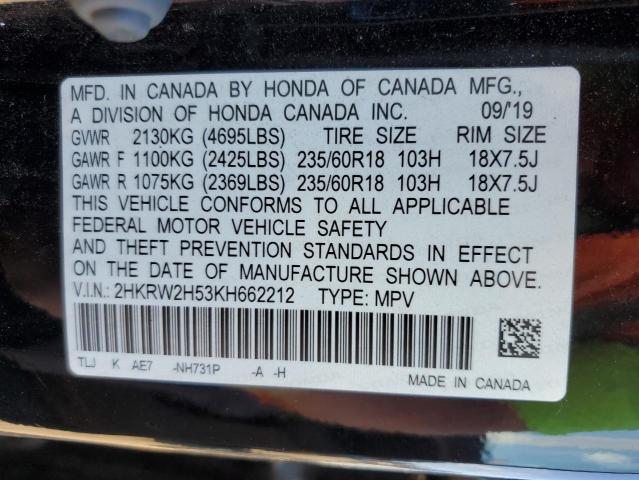 MFD. IN CANADA BY HONDA OF CANADA MFG.,
A DIVISION OF HONDA CANADA INC. 09/'19
GVWR 2130KG (4695LBS) TIRE SIZE RIM SIZE
GAWR F 1100KG (2425LBS) 235/60R18 103H 18X7.5J
GAWR R 1075KG (2369LBS) 235/60R18 103H 18X7.5J
THIS VEHICLE CONFORMS TO ALL APPLICABLE
FEDERAL MOTOR VEHICLE SAFETY
AND THEFT PREVENTION STANDARDS IN EFFECT
ON THE DATE OF MANUFACTURE SHOWN ABOVE.
V.I.N.: 2HKRW2H53KH662212 TYPE: MPV
TLJ K AE7 -NH731P -A -H
MADE IN CANADA